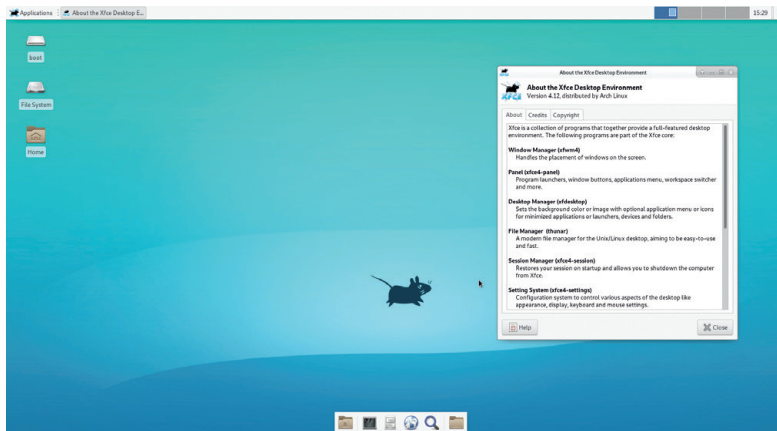 Applications
About the Xfce Desktop E...
15:29
boot
File System
Home
About the Xfce Desktop Environment
About the Xfce Desktop Environment
Version 4.12, distributed by Arch Linux
About Credits Copyright
Xfce is a collection of programs that together provide a full-featured desktop
environment. The following programs are part of the Xfce core:
Window Manager (xfwm4)
Handles the placement of windows on the screen.
Panel (xfce4-panel)
Program launchers, window buttons, applications menu, workspace switcher
and more.
Desktop Manager (xfdesktop)
Sets the background color or image with optional application menu or icons
for minimized applications or launchers, devices and folders.
File Manager (thunar)
A modern file manager for the Unix/Linux desktop, aiming to be easy-to-use
and fast.
Session Manager (xfce4-session)
Restores your session on startup and allows you to shutdown the computer
from Xfce.
Setting System (xfce4-settings)
Configuration system to control various aspects of the desktop like
appearance, display, keyboard and mouse settings.
Help
Close